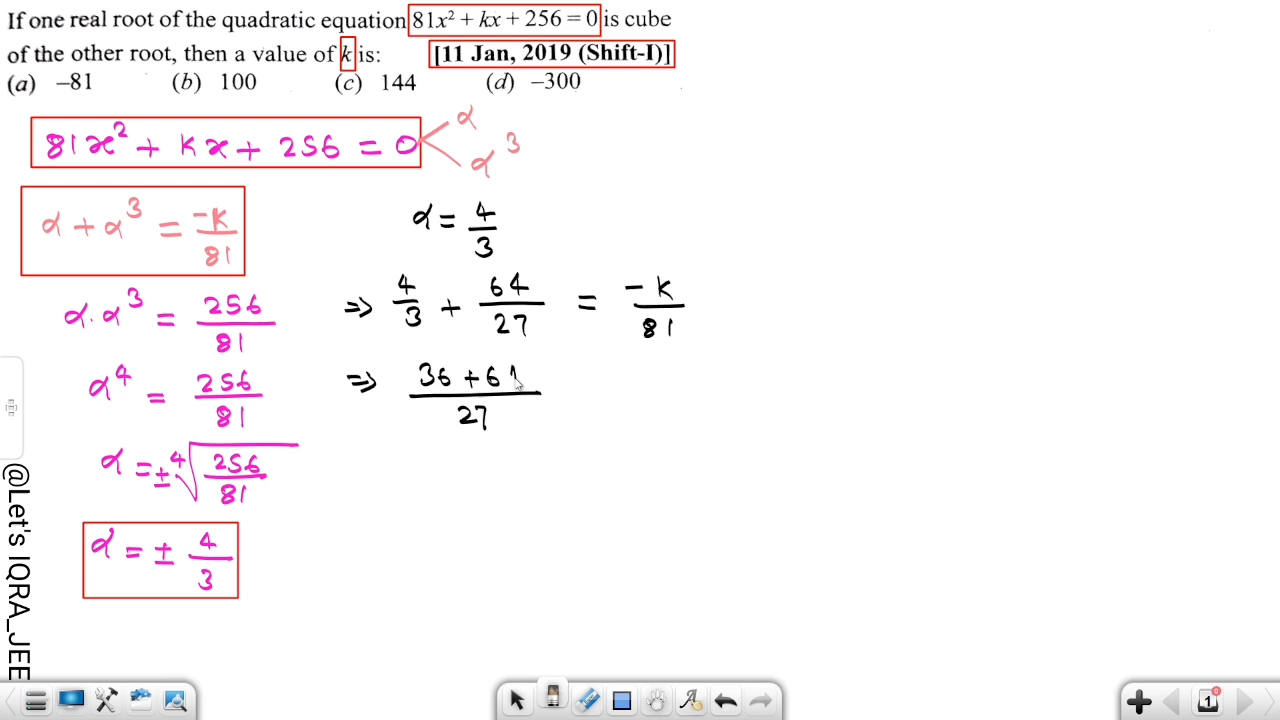 If one real root of the quadratic equation 81x² + kx + 256 = 0 is cube
of the other root, then a value of k is: [11 Jan, 2019 (Shift-I)]
(a) –81 (b) 100 (c) 144 (d) –300
81x² + kx + 256 = 0 < α
α³
α + α³ = -k/81
α · α³ = 256/81
α⁴ = 256/81
α = ± ⁴√(256/81)
α = ± 4/3
α = 4/3
⇒ 4/3 + 64/27 = -k/81
⇒ (36 + 6)/27
@Let's IQRA_JEE
1